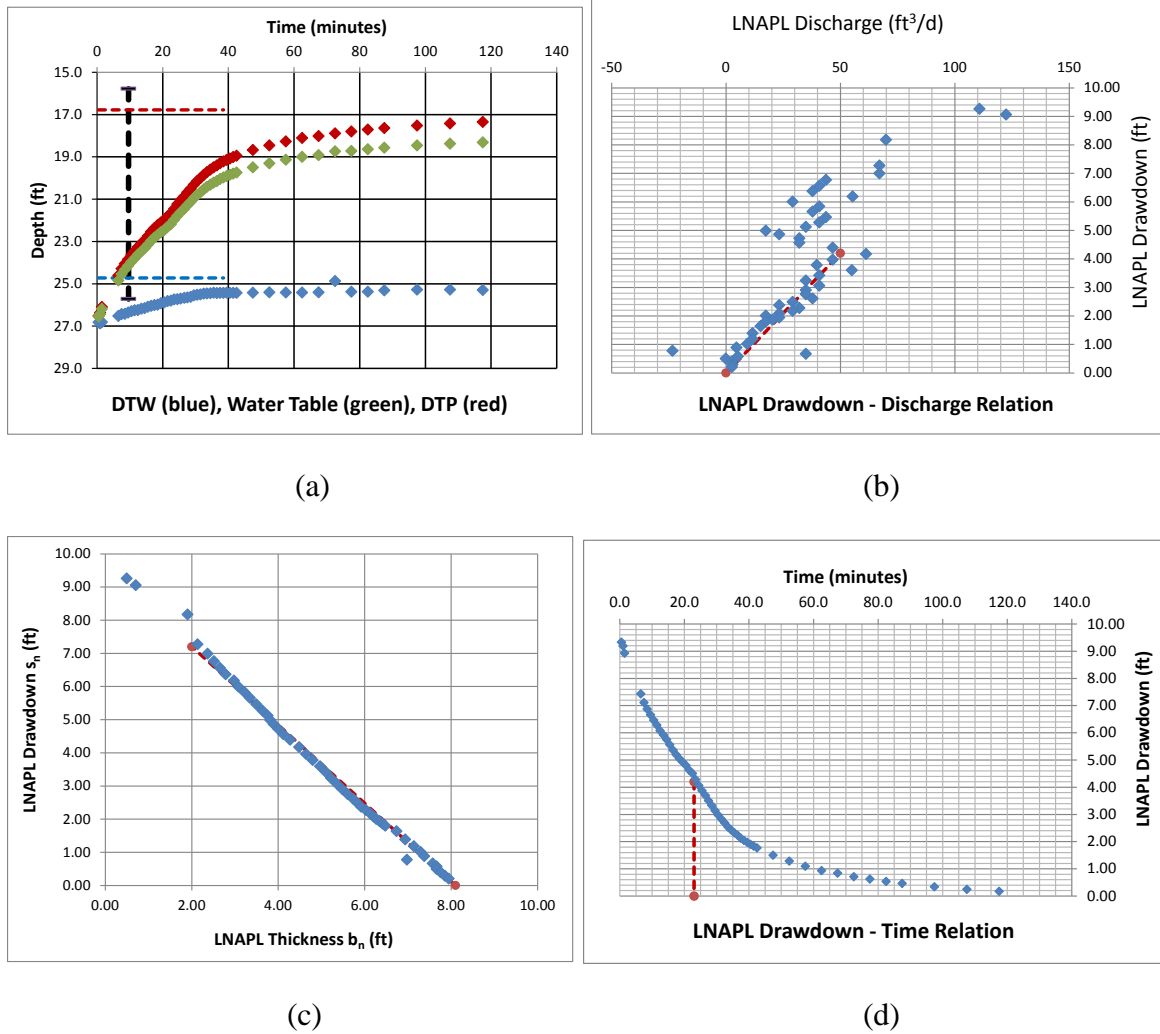 Time (minutes)
0 20 40 60 80 100 120 140
15.0
17.0
19.0
21.0
23.0
25.0
27.0
29.0
Depth (ft)
DTW (blue), Water Table (green), DTP (red)
(a)
LNAPL Discharge (ft³/d)
-50 0 50 100 150
10.00
9.00
8.00
7.00
6.00
5.00
4.00
3.00
2.00
1.00
0.00
LNAPL Drawdown (ft)
LNAPL Drawdown - Discharge Relation
(b)
10.00
9.00
8.00
7.00
6.00
5.00
4.00
3.00
2.00
1.00
0.00
LNAPL Drawdown sₙ (ft)
0.00 2.00 4.00 6.00 8.00 10.00
LNAPL Thickness bₙ (ft)
(c)
Time (minutes)
0.0 20.0 40.0 60.0 80.0 100.0 120.0 140.0
10.00
9.00
8.00
7.00
6.00
5.00
4.00
3.00
2.00
1.00
0.00
LNAPL Drawdown (ft)
LNAPL Drawdown - Time Relation
(d)